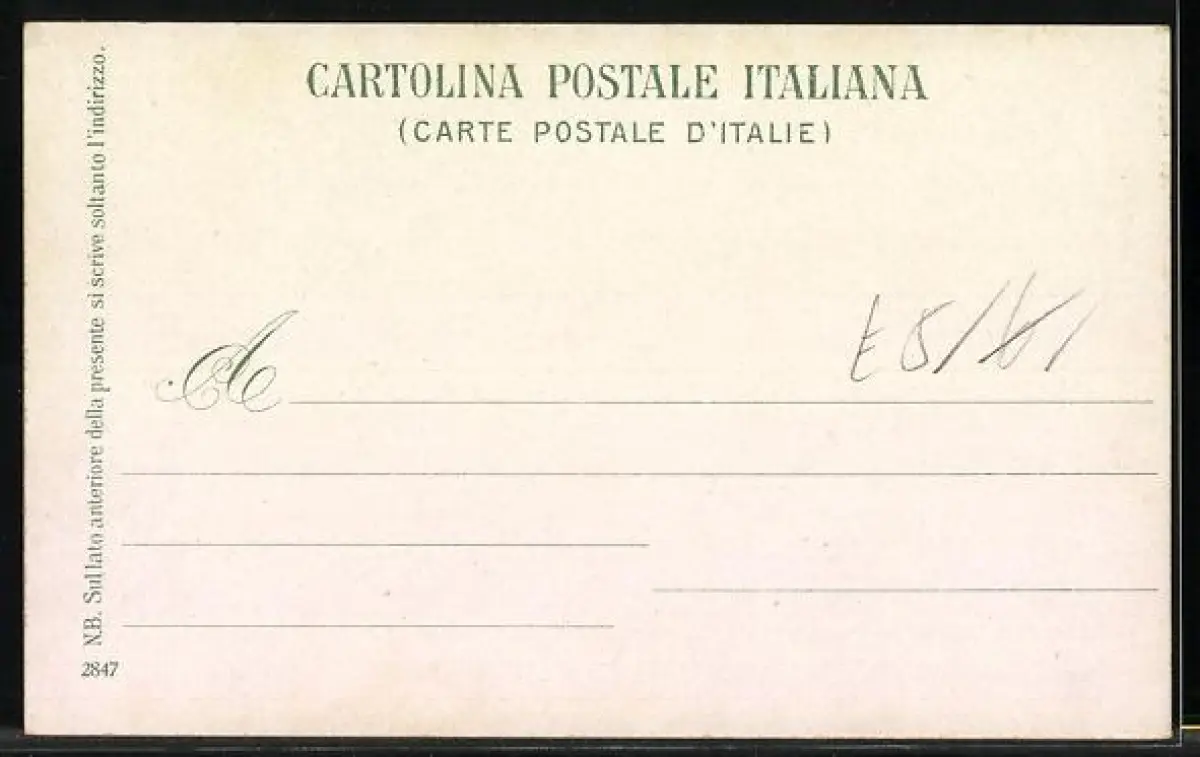 CARTOLINA POSTALE ITALIANA
(CARTE POSTALE D'ITALIE)
N.B. Sul lato anteriore della presente si scrive soltanto l'indirizzo.
A
2847